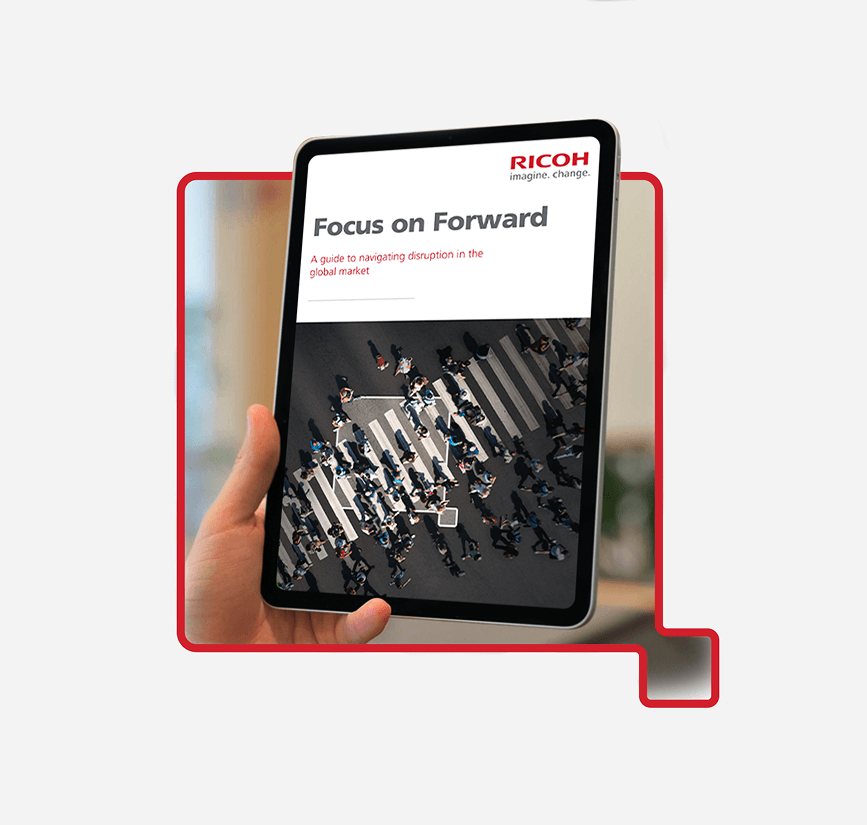 RICOH
imagine. change.
Focus on Forward
A guide to navigating disruption in the
global market